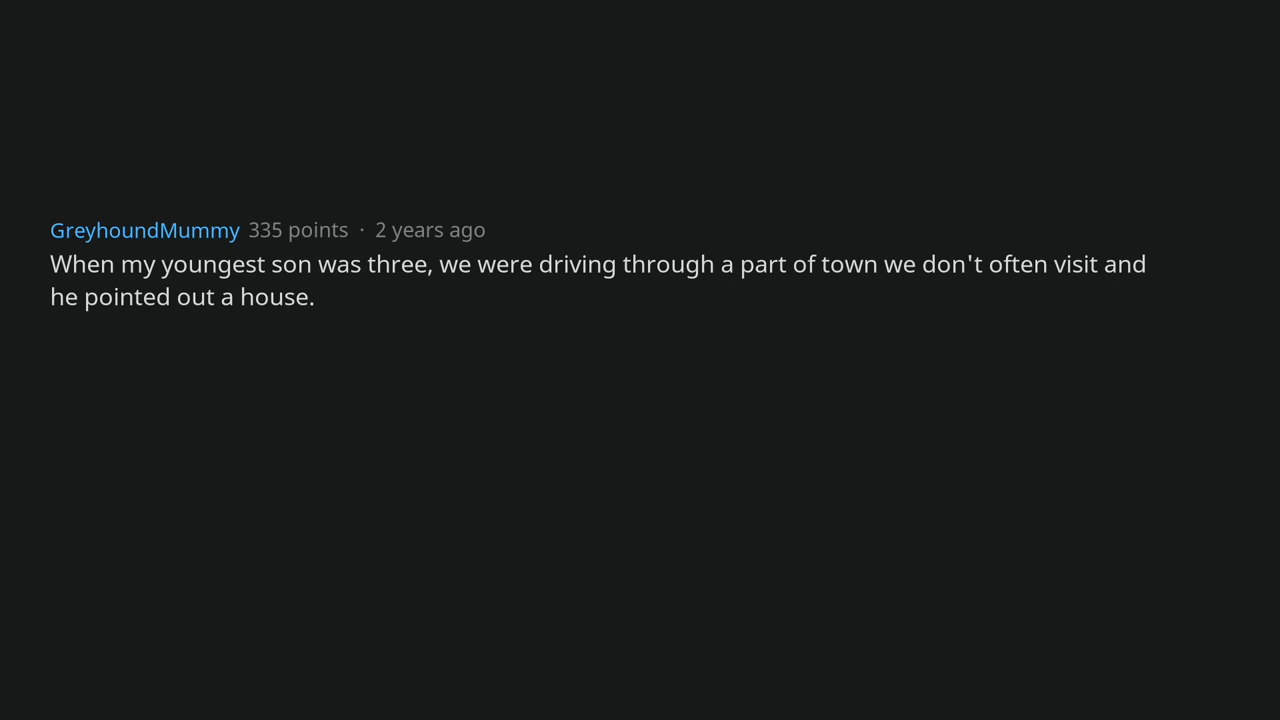 GreyhoundMummy 335 points · 2 years ago
When my youngest son was three, we were driving through a part of town we don't often visit and
he pointed out a house.